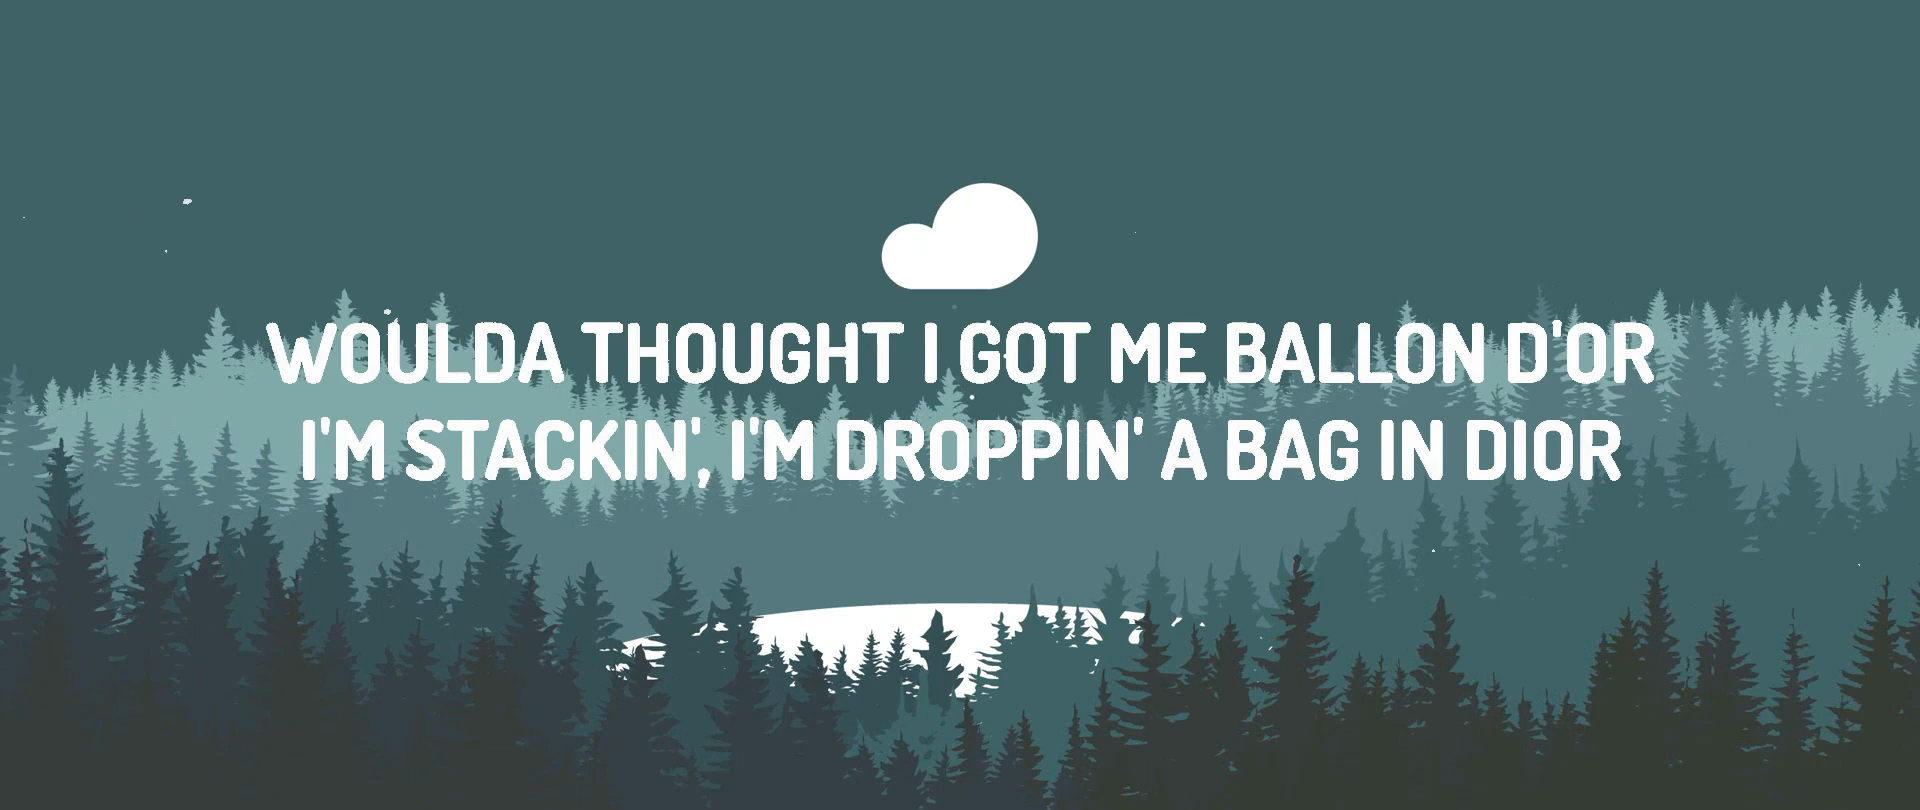 WOULDA THOUGHT I GOT ME BALLON D'OR
I'M STACKIN', I'M DROPPIN' A BAG IN DIOR